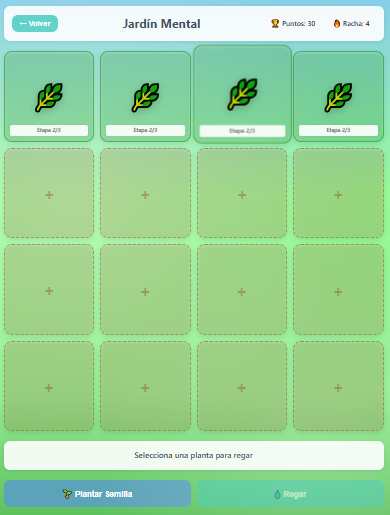 ← Volver
Jardín Mental
Puntos: 30
Racha: 4
Etapa 2/3
Etapa 2/3
Etapa 2/3
Etapa 2/3
+ + + +
+ + + +
+ + + +
Selecciona una planta para regar
Plantar Semilla
Regar